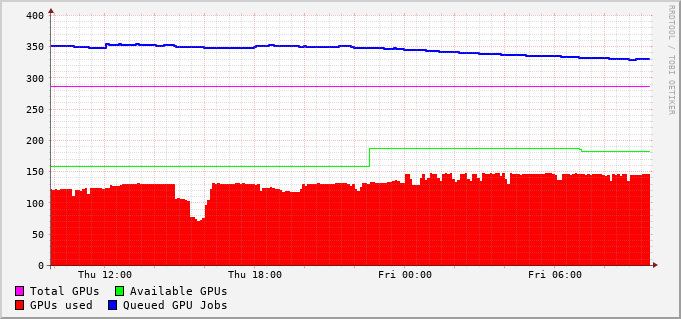 400
350
300
250
200
150
100
50
0
Thu 12:00 Thu 18:00 Fri 00:00 Fri 06:00
Total GPUs Available GPUs
GPUs used Queued GPU Jobs
RRDTOOL / TOBI OETIKER